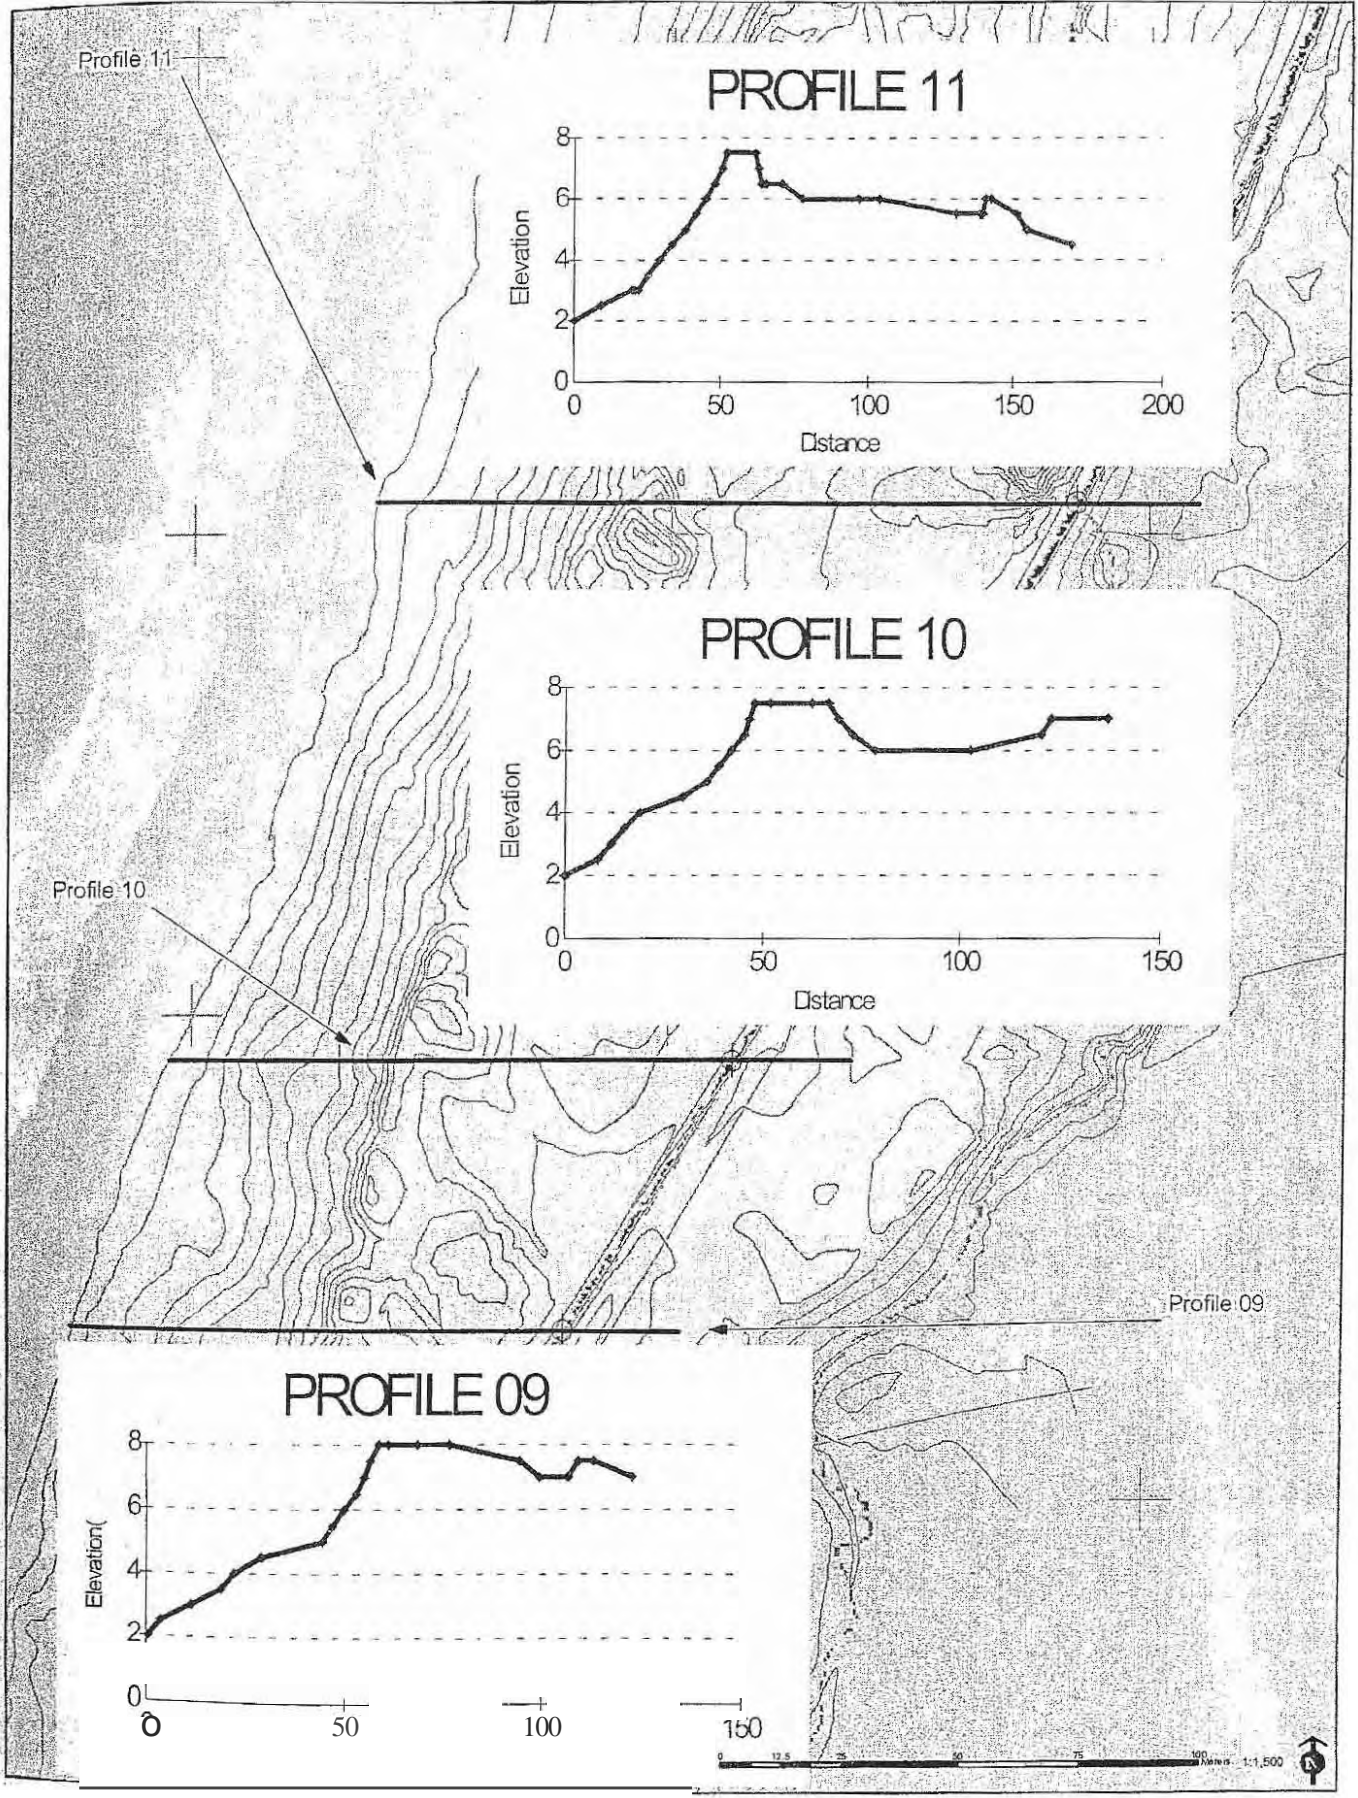 Profile 11
PROFILE 11
8
6
4
2
0
Elevation
0 50 100 150 200
Distance
PROFILE 10
8
6
4
2
0
Elevation
0 50 100 150
Distance
Profile 10
Profile 09
PROFILE 09
8
6
4
2
0
Elevation(
0 50 100 150
0 12.5 25 50 75 100
Meters 1:1,500
N